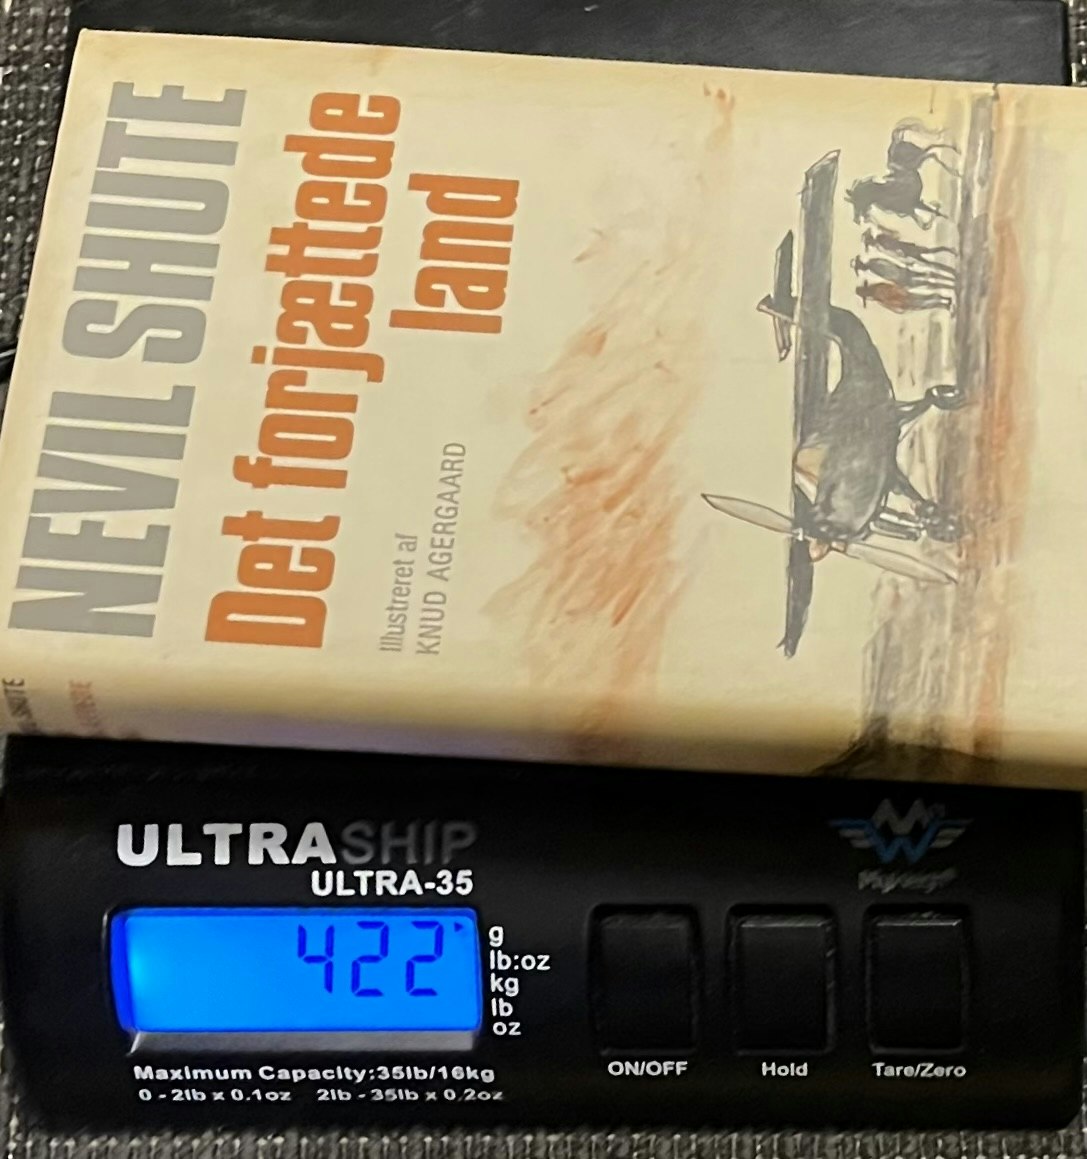 NEVIL SHUTE
Det forjættede
land
Illustreret af
KNUD AGERGAARD
SHUTE
ULTRASHIP
ULTRA-35
422
g
lb:oz
kg
lb
oz
Maximum Capacity:35lb/16kg
0 - 2lb x 0.1oz 2lb - 35lb x 0.2oz
ON/OFF
Hold
Tare/Zero